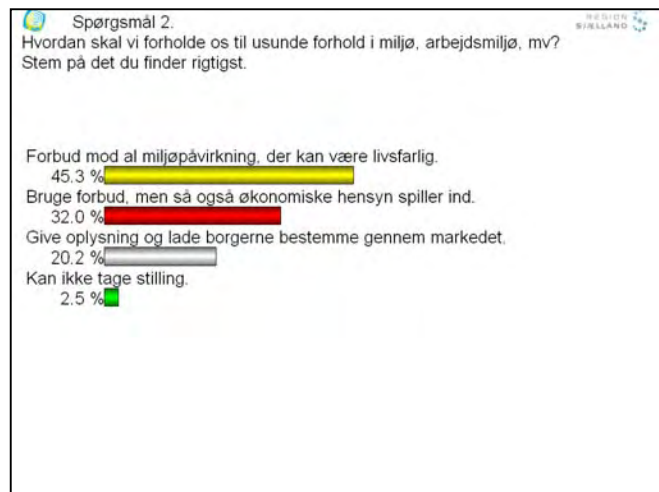 Spørgsmål 2.
REGION
SJÆLLAND
Hvordan skal vi forholde os til usunde forhold i miljø, arbejdsmiljø, mv?
Stem på det du finder rigtigst.
Forbud mod al miljøpåvirkning, der kan være livsfarlig.
45.3 %
Bruge forbud, men så også økonomiske hensyn spiller ind.
32.0 %
Give oplysning og lade borgerne bestemme gennem markedet.
20.2 %
Kan ikke tage stilling.
2.5 %